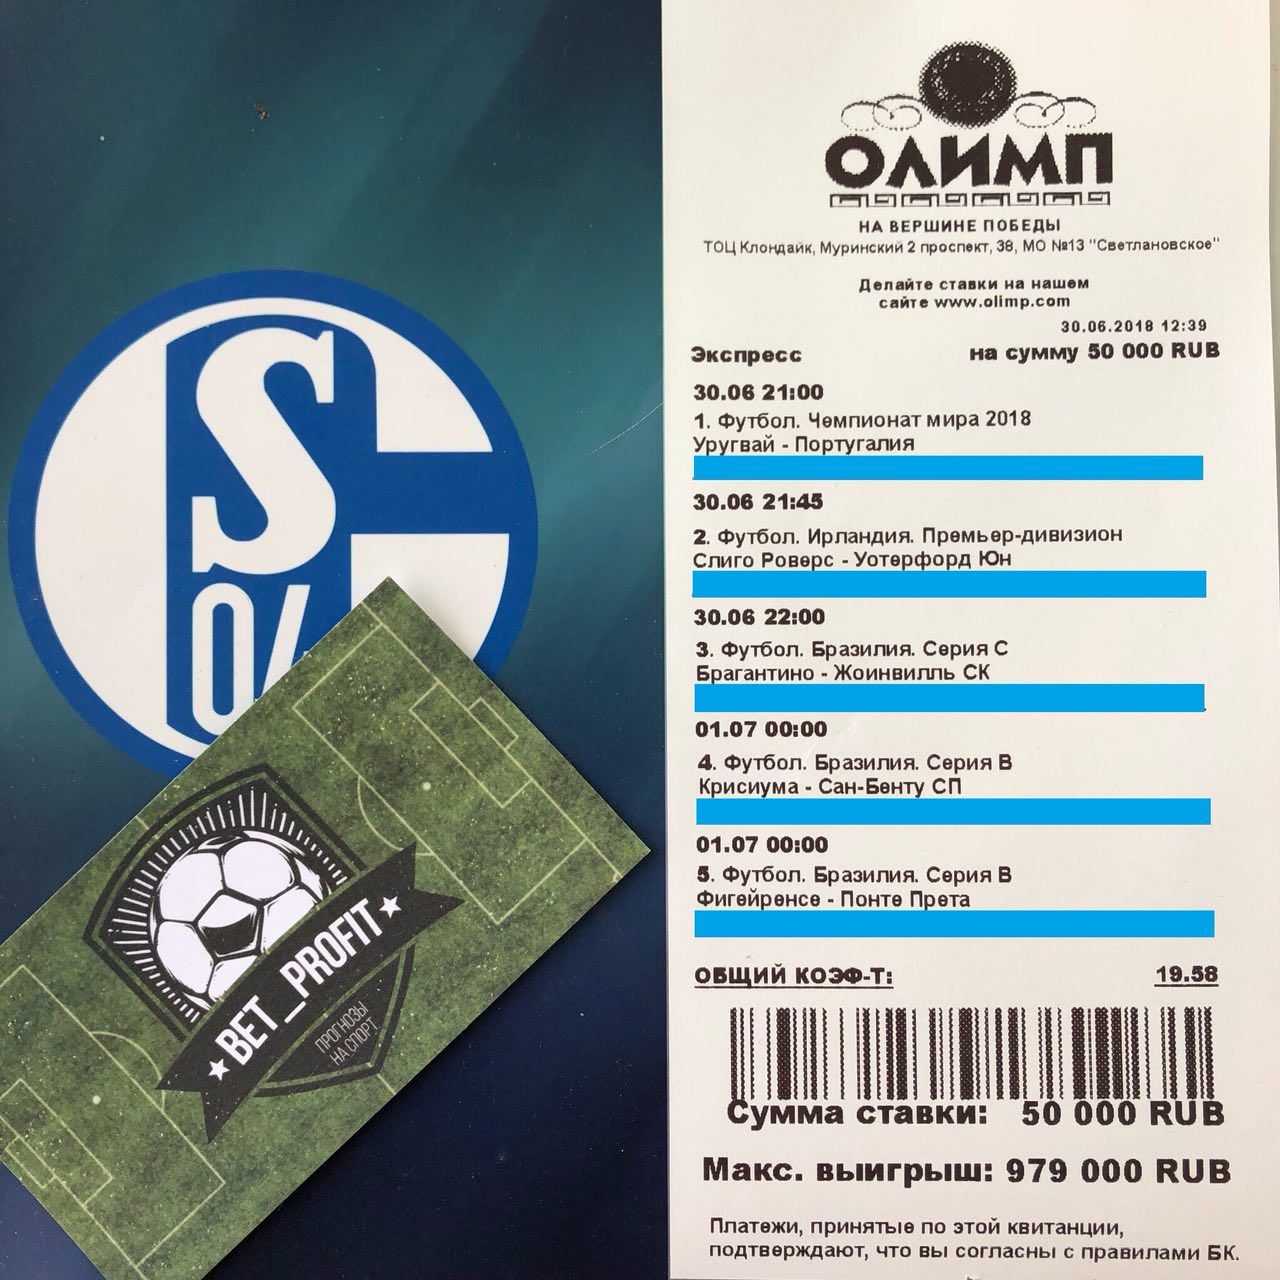 S
04
BET_PROFIT
ПРОГНОЗЫ
НА СПОРТ
ОЛИМП
НА ВЕРШИНЕ ПОБЕДЫ
ТОЦ Клондайк, Муринский 2 проспект, 38, МО №13 "Светлановское"
Делайте ставки на нашем
сайте www.olimp.com
30.06.2018 12:39
Экспресс на сумму 50 000 RUB
30.06 21:00
1. Футбол. Чемпионат мира 2018
Уругвай - Португалия
30.06 21:45
2. Футбол. Ирландия. Премьер-дивизион
Слиго Роверс - Уотерфорд Юн
30.06 22:00
3. Футбол. Бразилия. Серия С
Брагантино - Жоинвилль СК
01.07 00:00
4. Футбол. Бразилия. Серия В
Крисиума - Сан-Бенту СП
01.07 00:00
5. Футбол. Бразилия. Серия В
Фигейренсе - Понте Прета
ОБЩИЙ КОЭФ-Т: 19.58
Сумма ставки: 50 000 RUB
Макс. выигрыш: 979 000 RUB
Платежи, принятые по этой квитанции,
подтверждают, что вы согласны с правилами БК.